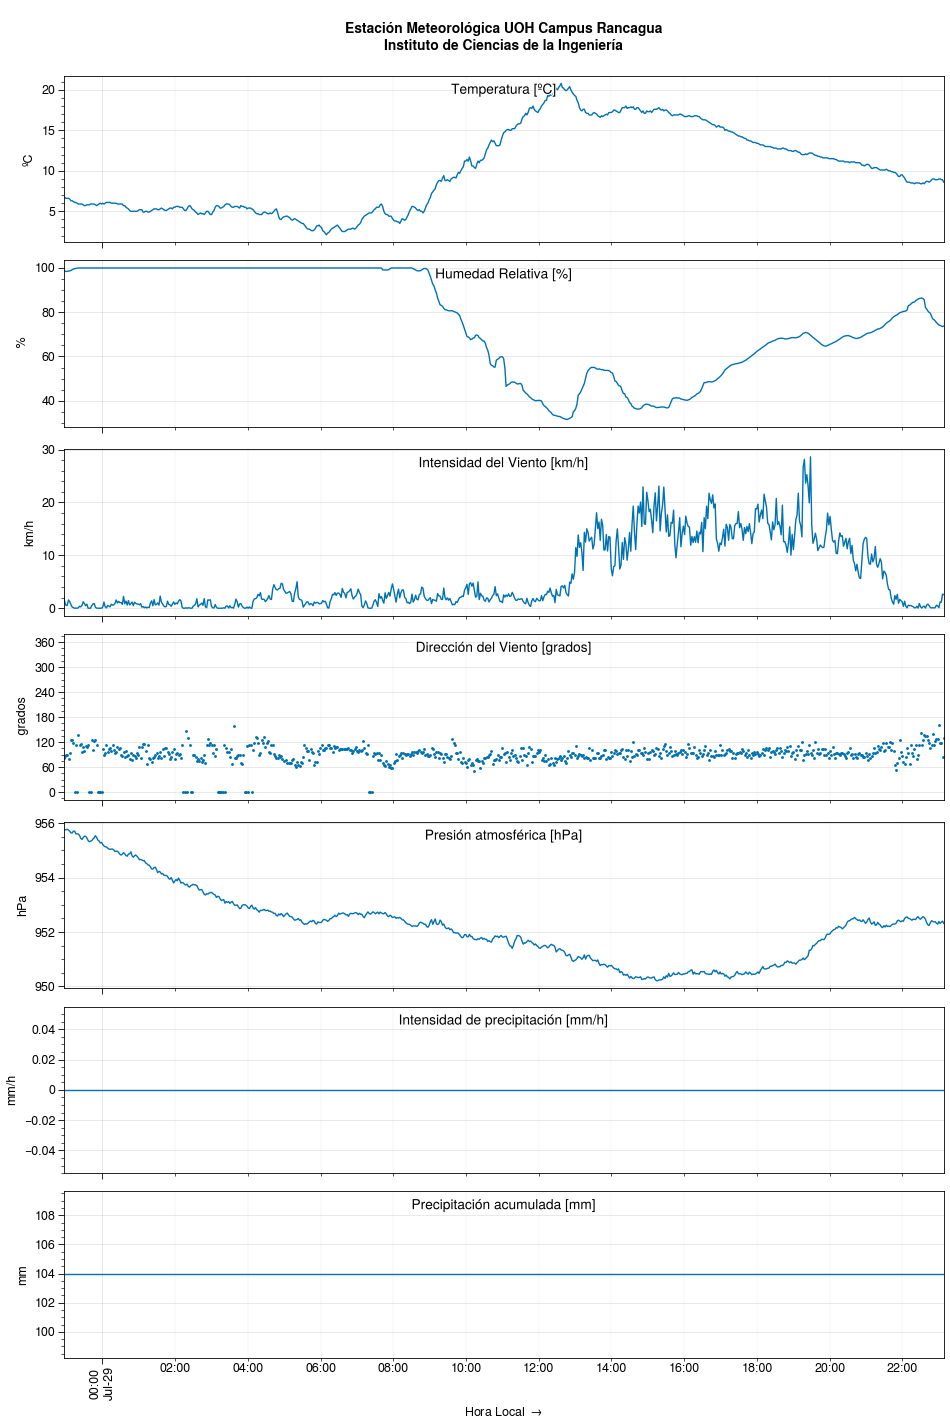 Estación Meteorológica UOH Campus Rancagua
Instituto de Ciencias de la Ingeniería
Temperatura [ºC]
20
15
10
5
ºC
Humedad Relativa [%]
100
80
60
40
%
Intensidad del Viento [km/h]
30
20
10
0
km/h
Dirección del Viento [grados]
360
300
240
180
120
60
0
grados
Presión atmosférica [hPa]
956
954
952
950
hPa
Intensidad de precipitación [mm/h]
0.04
0.02
0
−0.02
−0.04
mm/h
Precipitación acumulada [mm]
108
106
104
102
100
mm
00:00
Jul-29
02:00 04:00 06:00 08:00 10:00 12:00 14:00 16:00 18:00 20:00 22:00
Hora Local →